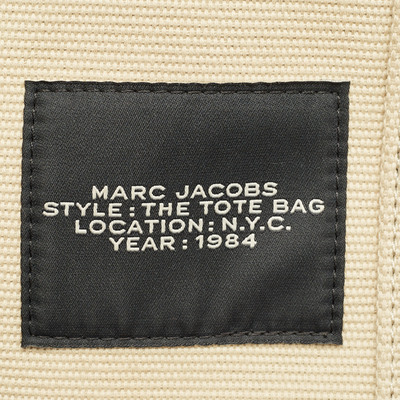 MARC JACOBS
STYLE: THE TOTE BAG
LOCATION: N.Y.C.
YEAR: 1984